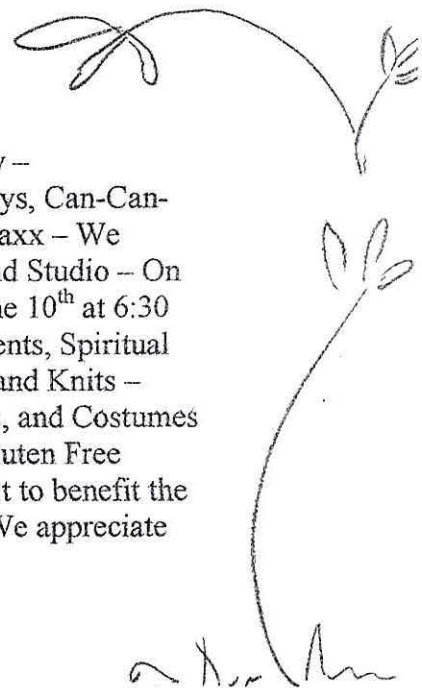 ys, Can-Can-
axx – We
d Studio – On
ne 10th at 6:30
ents, Spiritual
and Knits –
, and Costumes
uten Free
t to benefit the
We appreciate